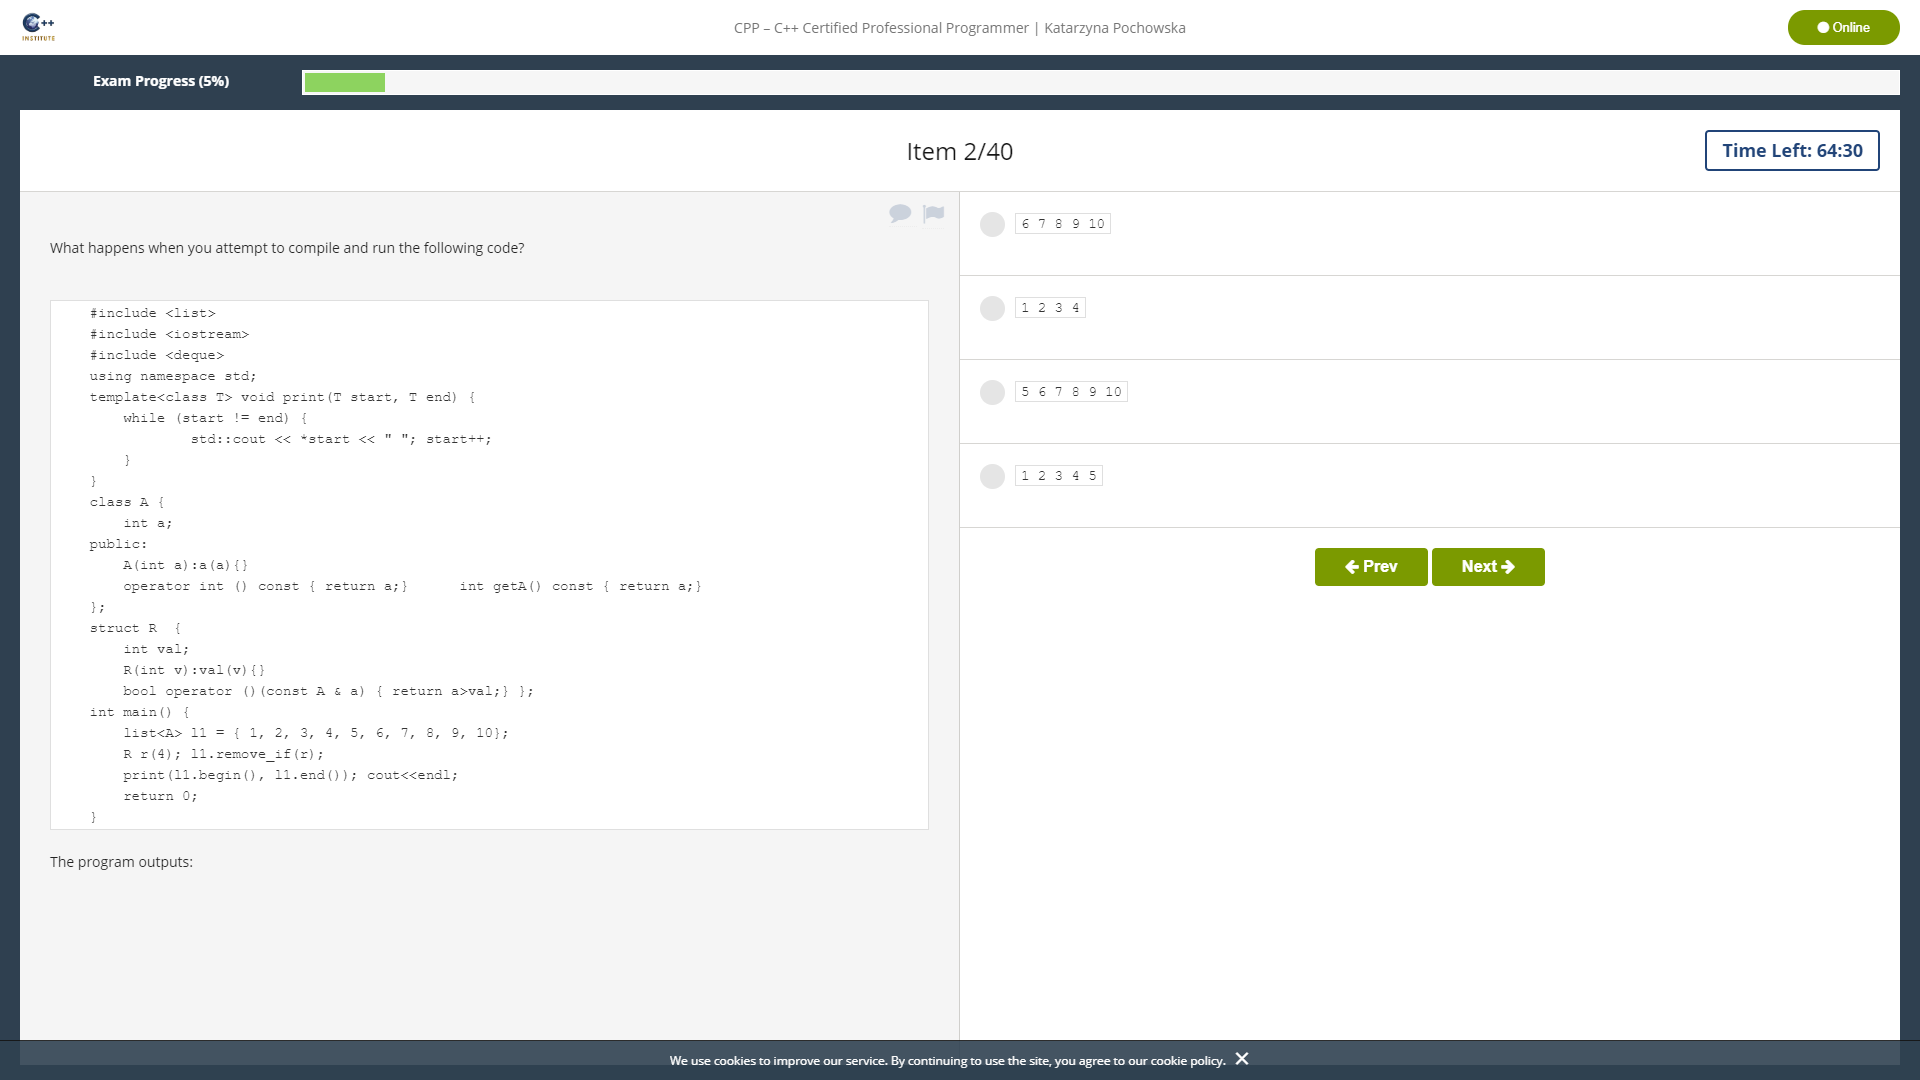 C++
INSTITUTE
CPP – C++ Certified Professional Programmer | Katarzyna Pochowska
Online
Exam Progress (5%)
Item 2/40
Time Left: 64:30
What happens when you attempt to compile and run the following code?
#include <list>
#include <iostream>
#include <deque>
using namespace std;
template<class T> void print(T start, T end) {
    while (start != end) {
            std::cout << *start << " "; start++;
    }
}
class A {
    int a;
public:
    A(int a):a(a){}
    operator int () const { return a;}      int getA() const { return a;}
};
struct R  {
    int val;
    R(int v):val(v){}
    bool operator ()(const A & a) { return a>val;} };
int main() {
    list<A> l1 = { 1, 2, 3, 4, 5, 6, 7, 8, 9, 10};
    R r(4); l1.remove_if(r);
    print(l1.begin(), l1.end()); cout<<endl;
    return 0;
}
The program outputs:
6 7 8 9 10
1 2 3 4
5 6 7 8 9 10
1 2 3 4 5
Prev
Next
We use cookies to improve our service. By continuing to use the site, you agree to our cookie policy.